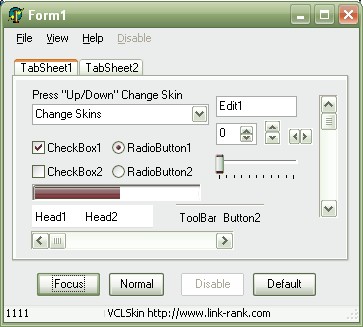 Form1
File View Help Disable
TabSheet1 TabSheet2
Press "Up/Down" Change Skin
Change Skins
Edit1
0
CheckBox1 RadioButton1
CheckBox2 RadioButton2
Head1 Head2
ToolBar Button2
Focus Normal Disable Default
1111 VCLSkin http://www.link-rank.com